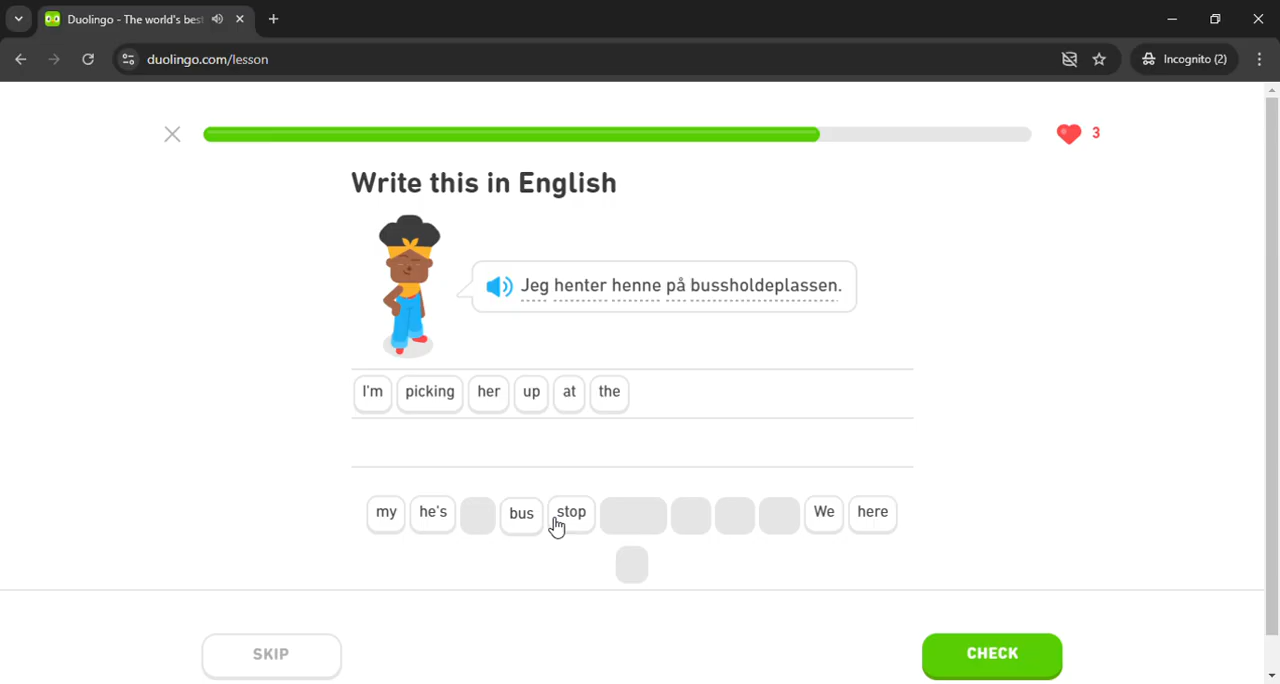 Duolingo - The world's bes
duolingo.com/lesson
Incognito (2)
3
Write this in English
Jeg henter henne på bussholdeplassen.
I'm picking her up at the
my he's bus stop We here
SKIP
CHECK